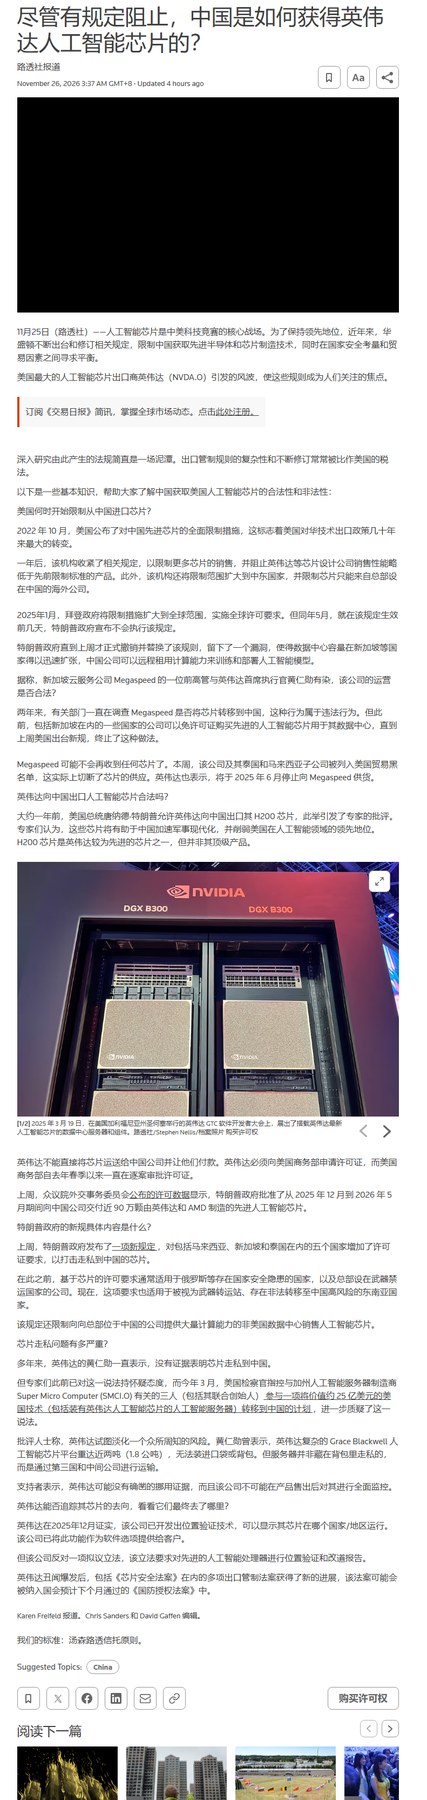 尽管有规定阻止，中国是如何获得英伟
达人工智能芯片的？
路透社报道
November 26, 2026 3:37 AM GMT+8 · Updated 4 hours ago
Aa
11月25日（路透社）——人工智能芯片是中美科技竞赛的核心战场。为了保持领先地位，近年来，华
盛顿不断出台和修订相关规定，限制中国获取先进半导体和芯片制造技术，同时在国家安全考量和贸
易因素之间寻求平衡。
美国最大的人工智能芯片出口商英伟达（NVDA.O）引发的风波，使这些规则成为人们关注的焦点。
订阅《交易日报》简讯，掌握全球市场动态。点击此处注册。
深入研究由此产生的法规简直是一场泥潭。出口管制规则的复杂性和不断修订常常被比作美国的税
法。
以下是一些基本知识，帮助大家了解中国获取美国人工智能芯片的合法性和非法性：
美国何时开始限制从中国进口芯片？
2022 年 10 月，美国公布了对中国先进芯片的全面限制措施，这标志着美国对华技术出口政策几十年
来最大的转变。
一年后，该机构收紧了相关规定，以限制更多芯片的销售，并阻止英伟达等芯片设计公司销售性能略
低于先前限制标准的产品。此外，该机构还将限制范围扩大到中东国家，并限制芯片只能来自总部设
在中国的海外公司。
2025年1月，拜登政府将限制措施扩大到全球范围，实施全球许可要求。但同年5月，就在该规定生效
前几天，特朗普政府宣布不会执行该规定。
特朗普政府直到上周才正式撤销并替换了该规则，留下了一个漏洞，使得数据中心容量在新加坡等国
家得以迅速扩张，中国公司可以远程租用计算能力来训练和部署人工智能模型。
据称，新加坡云服务公司 Megaspeed 的一位前高管与英伟达首席执行官黄仁勋有染，该公司的运营
是否合法？
两年来，有关部门一直在调查 Megaspeed 是否将芯片转移到中国，这种行为属于违法行为。但此
前，包括新加坡在内的一些国家的公司可以免许可证购买先进的人工智能芯片用于其数据中心，直到
上周美国出台新规，终止了这种做法。
Megaspeed 可能不会再收到任何芯片了。本周，该公司及其泰国和马来西亚子公司被列入美国贸易黑
名单，这实际上切断了芯片的供应。英伟达也表示，将于 2025 年 6 月停止向 Megaspeed 供货。
英伟达向中国出口人工智能芯片合法吗？
大约一年前，美国总统唐纳德·特朗普允许英伟达向中国出口其 H200 芯片，此举引发了专家的批评。
专家们认为，这些芯片将有助于中国加速军事现代化，并削弱美国在人工智能领域的领先地位。
H200 芯片是英伟达较为先进的芯片之一，但并非其顶级产品。
NVIDIA
DGX B300
DGX B300
NVIDIA
NVIDIA
[1/2] 2025 年 3 月 19 日，在美国加利福尼亚州圣何塞举行的英伟达 GTC 软件开发者大会上，展出了搭载英伟达最新
人工智能芯片的数据中心服务器和组件。路透社/Stephen Nellis/档案照片 购买许可权
英伟达不能直接将芯片运送给中国公司并让他们付款。英伟达必须向美国商务部申请许可证，而美国
商务部自去年春季以来一直在逐案审批许可证。
上周，众议院外交事务委员会公布的许可数据显示，特朗普政府批准了从 2025 年 12 月到 2026 年 5
月期间向中国公司交付近 90 万颗由英伟达和 AMD 制造的先进人工智能芯片。
特朗普政府的新规具体内容是什么？
上周，特朗普政府发布了一项新规定，对包括马来西亚、新加坡和泰国在内的五个国家增加了许可
证要求，以打击走私到中国的芯片。
在此之前，基于芯片的许可要求通常适用于俄罗斯等存在国家安全隐患的国家，以及总部设在武器禁
运国家的公司。现在，这项要求也适用于被视为武器转运站、存在非法转移至中国高风险的东南亚国
家。
该规定还限制向向总部位于中国的公司提供大量计算能力的非美国数据中心销售人工智能芯片。
芯片走私问题有多严重？
多年来，英伟达的黄仁勋一直表示，没有证据表明芯片走私到中国。
但专家们此前已对这一说法持怀疑态度，而今年 3 月，美国检察官指控与加州人工智能服务器制造商
Super Micro Computer (SMCI.O) 有关的三人（包括其联合创始人）参与一项将价值约 25 亿美元的美
国技术（包括装有英伟达人工智能芯片的人工智能服务器）转移到中国的计划，进一步质疑了这一
说法。
批评人士称，英伟达试图淡化一个众所周知的风险。黄仁勋曾表示，英伟达复杂的 Grace Blackwell 人
工智能芯片平台重达近两吨（1.8 公吨），无法装进口袋或背包。但服务器并非藏在背包里走私的，
而是通过第三国和中间公司进行运输。
支持者表示，英伟达可能没有确凿的挪用证据，而且该公司不可能在产品售出后对其进行全面监控。
英伟达能否追踪其芯片的去向，看看它们最终去了哪里？
英伟达在2025年12月证实，该公司已开发出位置验证技术，可以显示其芯片在哪个国家/地区运行。
该公司已将此功能作为软件选项提供给客户。
但该公司反对一项拟议立法，该立法要求对先进的人工智能处理器进行位置验证和改道报告。
英伟达丑闻爆发后，包括《芯片安全法案》在内的多项出口管制法案获得了新的进展，该法案可能会
被纳入国会预计下个月通过的《国防授权法案》中。
Karen Freifeld 报道。Chris Sanders 和 David Gaffen 编辑。
我们的标准：汤森路透信托原则。
Suggested Topics: China
购买许可权
阅读下一篇